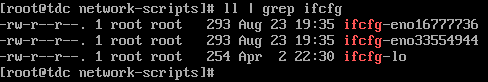 [root@tdc network-scripts]# ll | grep ifcfg
-rw-r--r--. 1 root root   293 Aug 23 19:35 ifcfg-eno16777736
-rw-r--r--. 1 root root   293 Aug 23 19:35 ifcfg-eno33554944
-rw-r--r--. 1 root root   254 Apr  2 22:30 ifcfg-lo
[root@tdc network-scripts]#